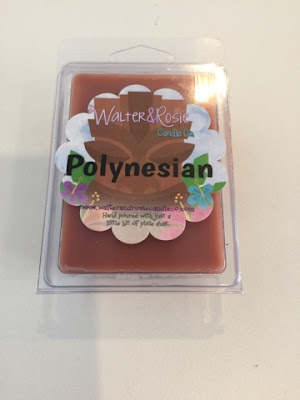 Walter&Rosie
Candle Co.
Polynesian
www.walterandrosiecandleco.com
Hand poured with just a
little bit of pixie dust.